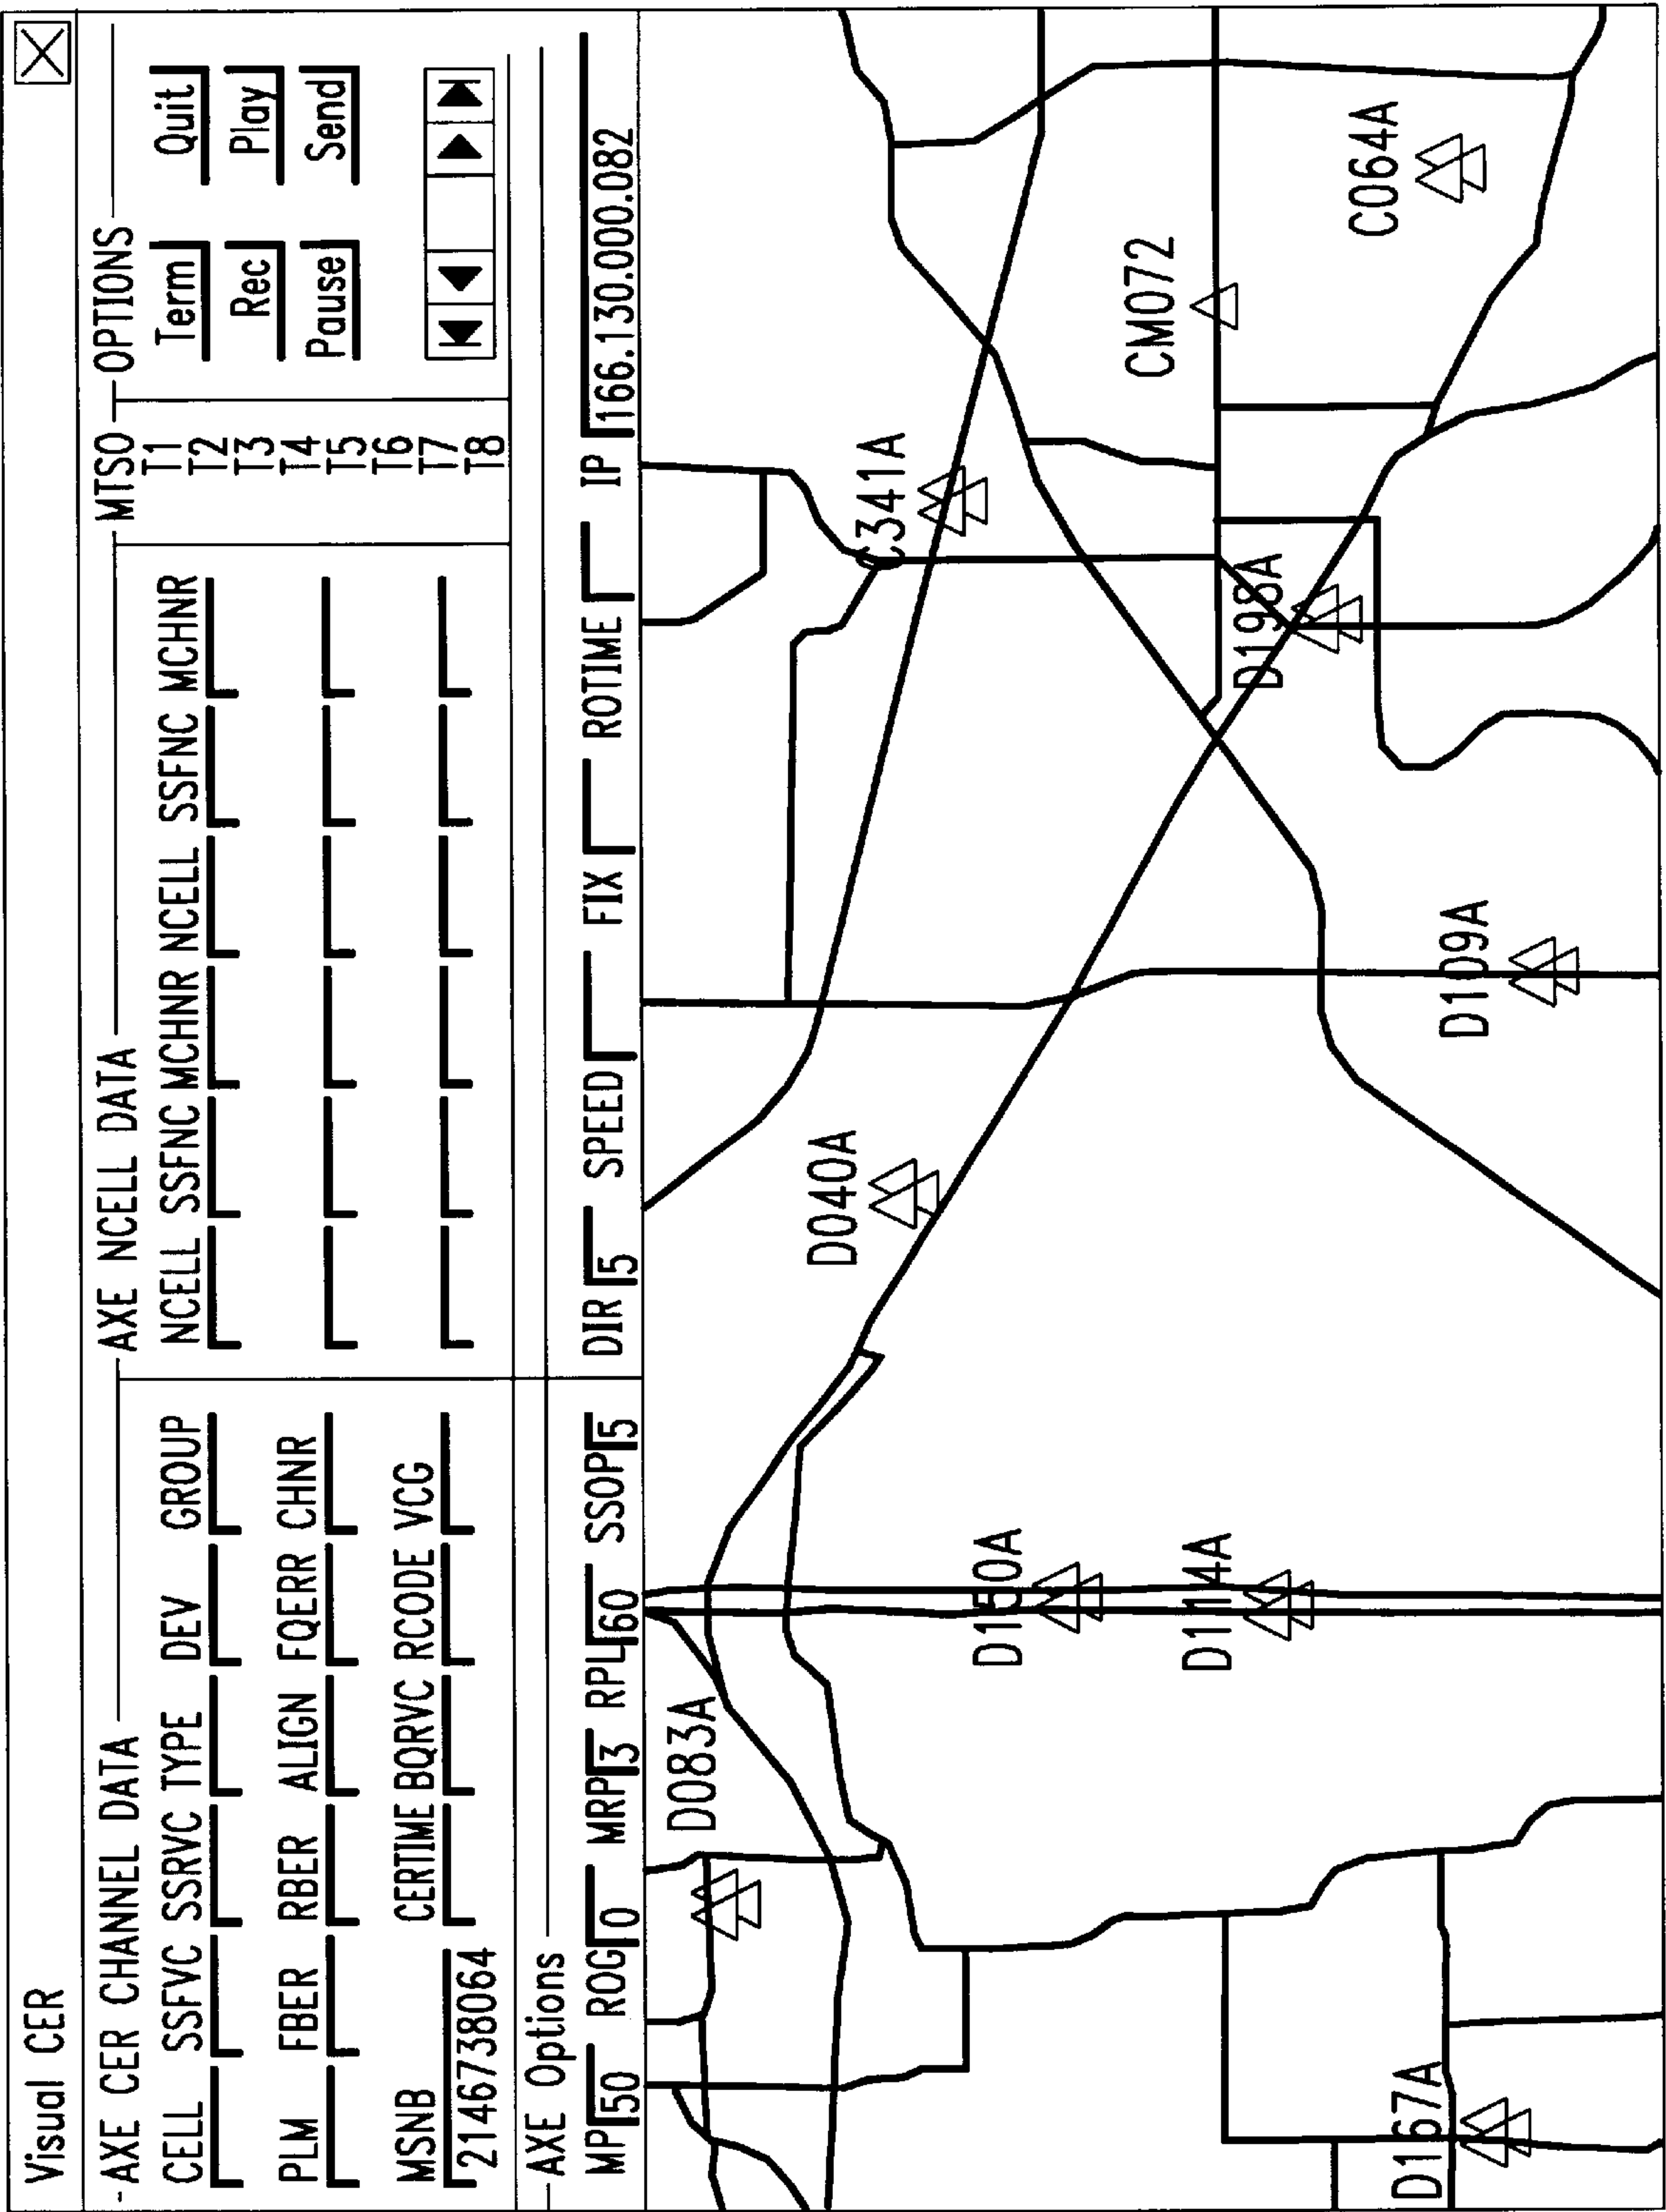 Visual CER
AXE CER CHANNEL DATA
AXE NCELL DATA
MTSO
OPTIONS
CELL SSFVC SSRVC TYPE DEV GROUP
NCELL SSFNC MCHNR NCELL SSFNC MCHNR
T1
T2
T3
T4
T5
T6
T7
T8
Term Quit
Rec Play
Pause Send
PLM FBER RBER ALIGN FQERR CHNR
MSNB CERTIME BQRVC RCODE VCG
2146738064
AXE Options
MP 50 ROG 0 MRP 3 RPL 60 SSOP 5 DIR 5 SPEED FIX ROTIME IP 166.130.000.082
D083A
D040A
C341A
D150A
CM072
D114A
D198A
C064A
D109A
D167A